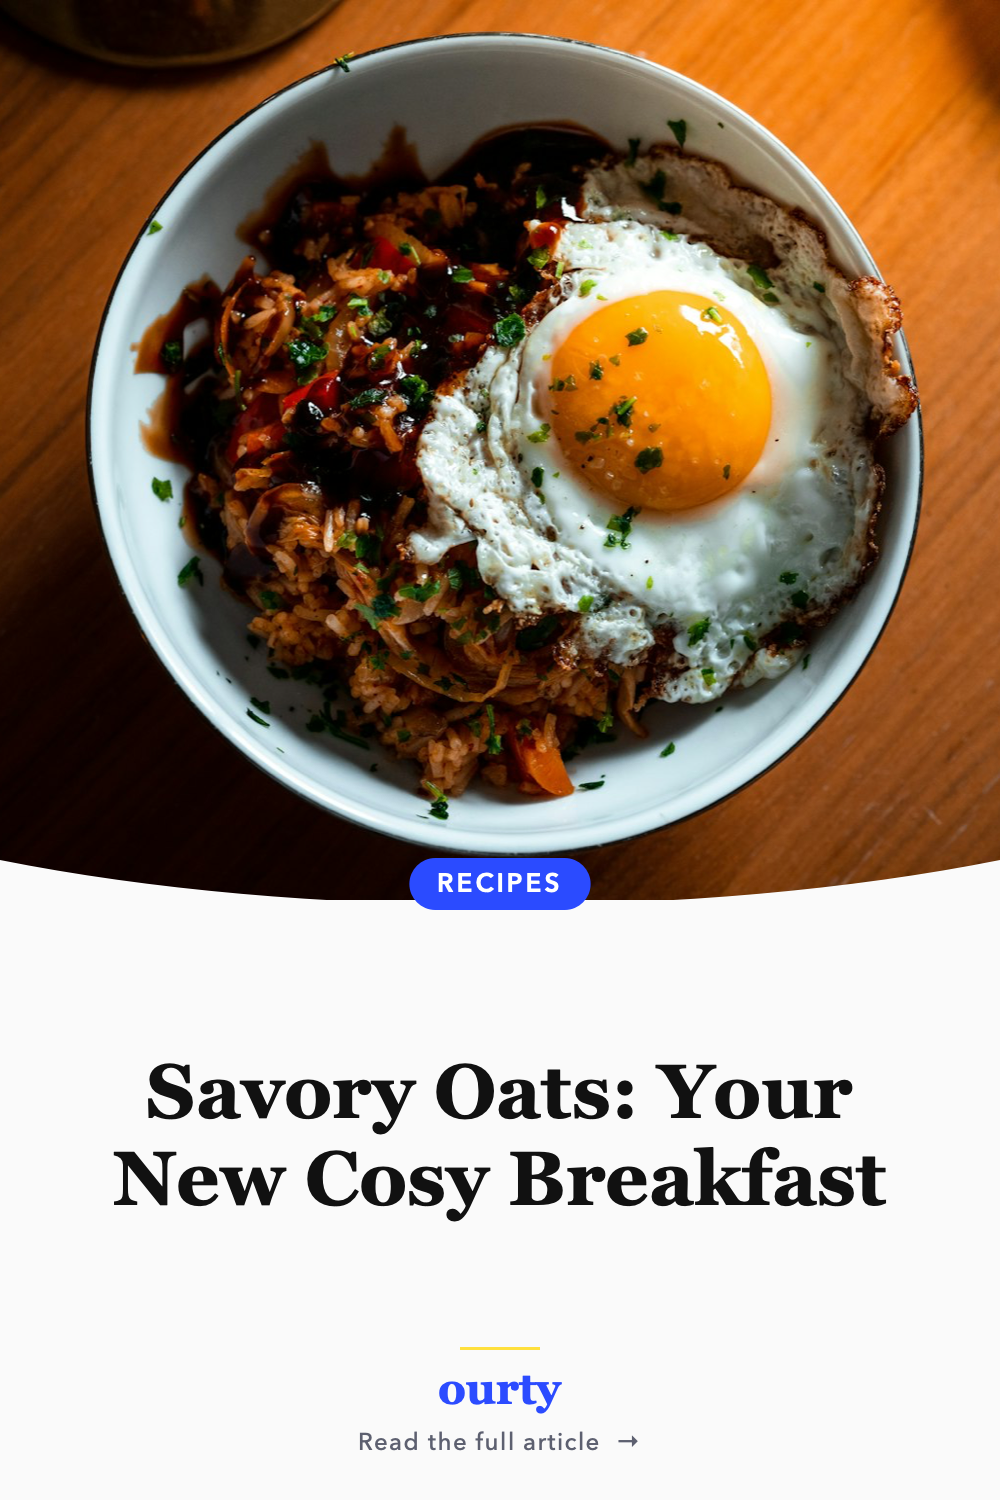 RECIPES
Savory Oats: Your
New Cosy Breakfast
ourty
Read the full article →